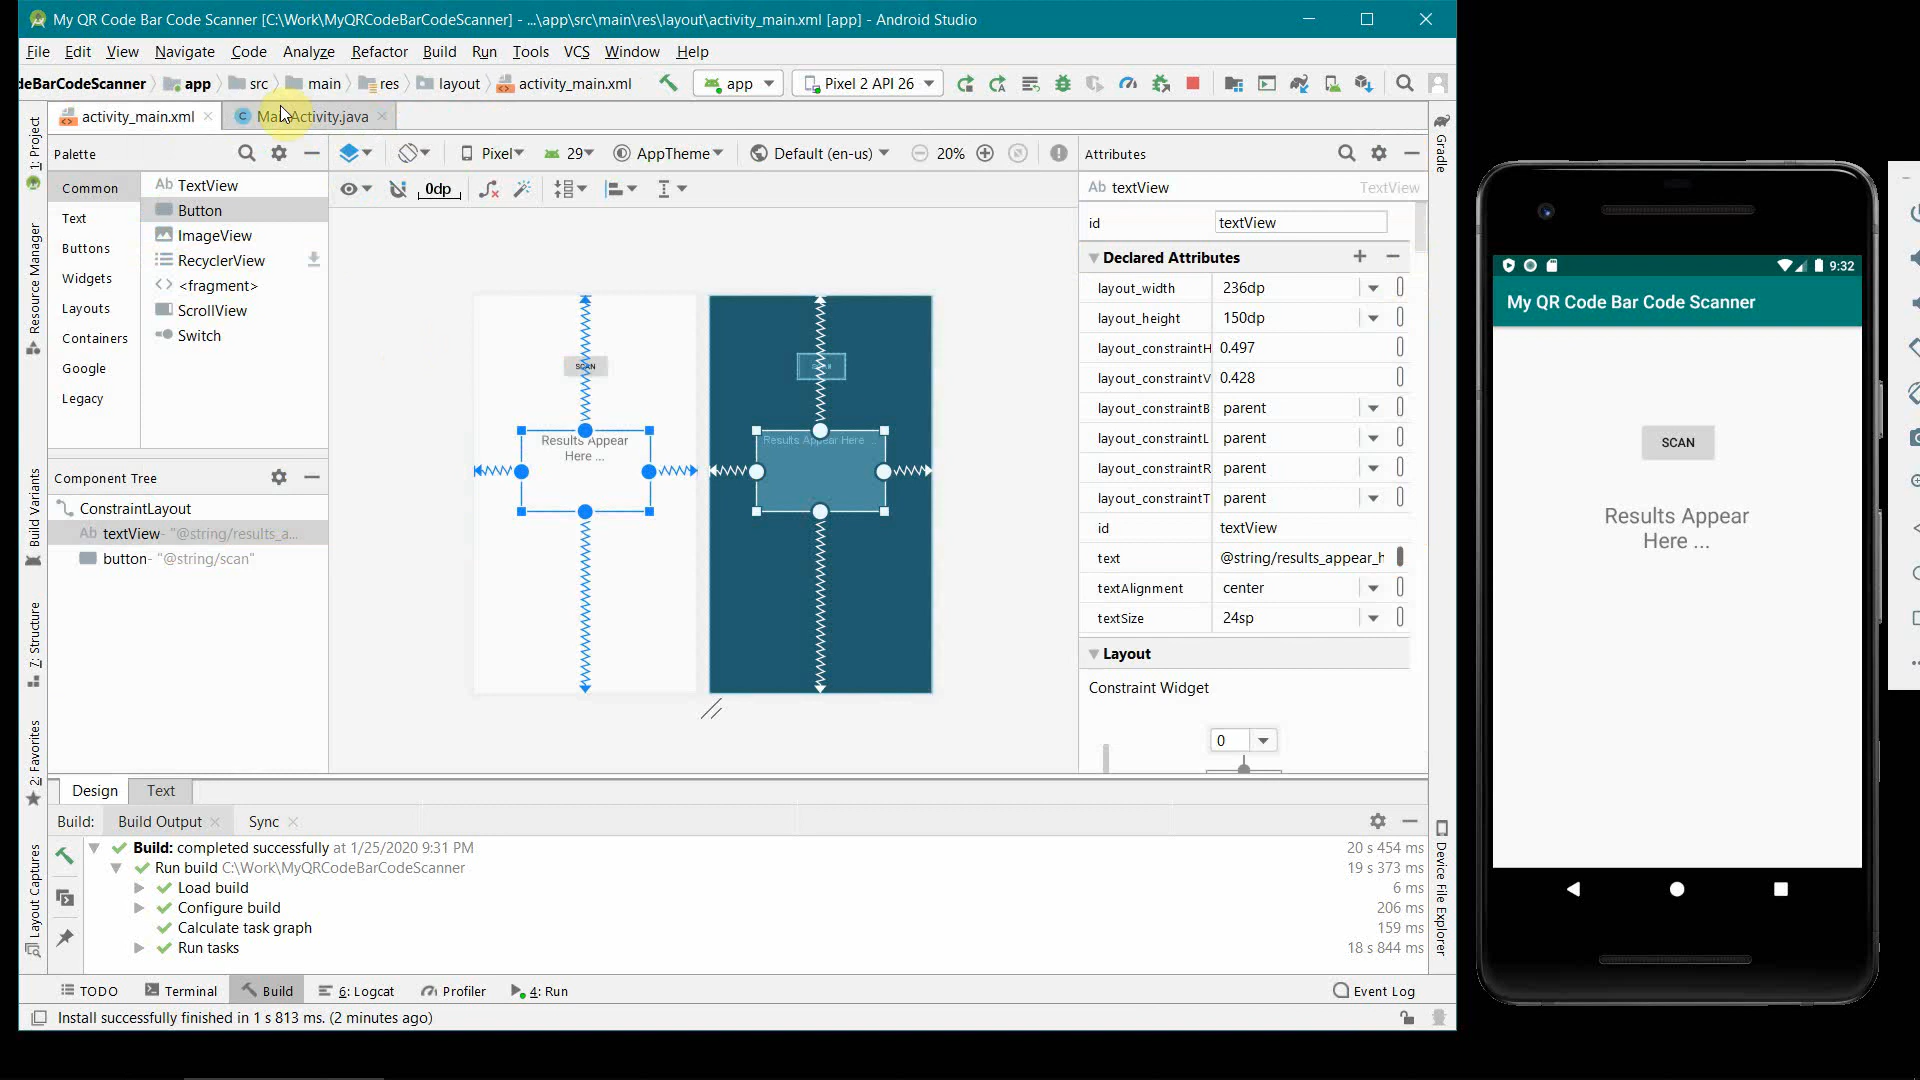 My QR Code Bar Code Scanner [C:\Work\MyQRCodeBarCodeScanner] - ...\app\src\main\res\layout\activity_main.xml [app] - Android Studio
File Edit View Navigate Code Analyze Refactor Build Run Tools VCS Window Help
deBarCodeScanner app src main res layout activity_main.xml app Pixel 2 API 26
activity_main.xml MainActivity.java
1: Project
Resource Manager
Build Variants
7: Structure
2: Favorites
Layout Captures
Palette
Common
Text
Buttons
Widgets
Layouts
Containers
Google
Legacy
Ab TextView
Button
ImageView
RecyclerView
<fragment>
ScrollView
Switch
Component Tree
ConstraintLayout
Ab textView- "@string/results_a...
button- "@string/scan"
Pixel 29 AppTheme Default (en-us) 20%
0dp
SCAN
Results Appear
Here ...
Results Appear Here ...
Attributes
Ab textView TextView
id textView
Declared Attributes
layout_width 236dp
layout_height 150dp
layout_constraintH 0.497
layout_constraintV 0.428
layout_constraintB parent
layout_constraintL parent
layout_constraintR parent
layout_constraintT parent
id textView
text @string/results_appear_h
textAlignment center
textSize 24sp
Layout
Constraint Widget
0
Gradle
Device File Explorer
Design Text
Build: Build Output Sync
Build: completed successfully at 1/25/2020 9:31 PM 20 s 454 ms
Run build C:\Work\MyQRCodeBarCodeScanner 19 s 373 ms
Load build 6 ms
Configure build 206 ms
Calculate task graph 159 ms
Run tasks 18 s 844 ms
TODO Terminal Build 6: Logcat Profiler 4: Run Event Log
Install successfully finished in 1 s 813 ms. (2 minutes ago)
9:32
My QR Code Bar Code Scanner
SCAN
Results Appear
Here ...